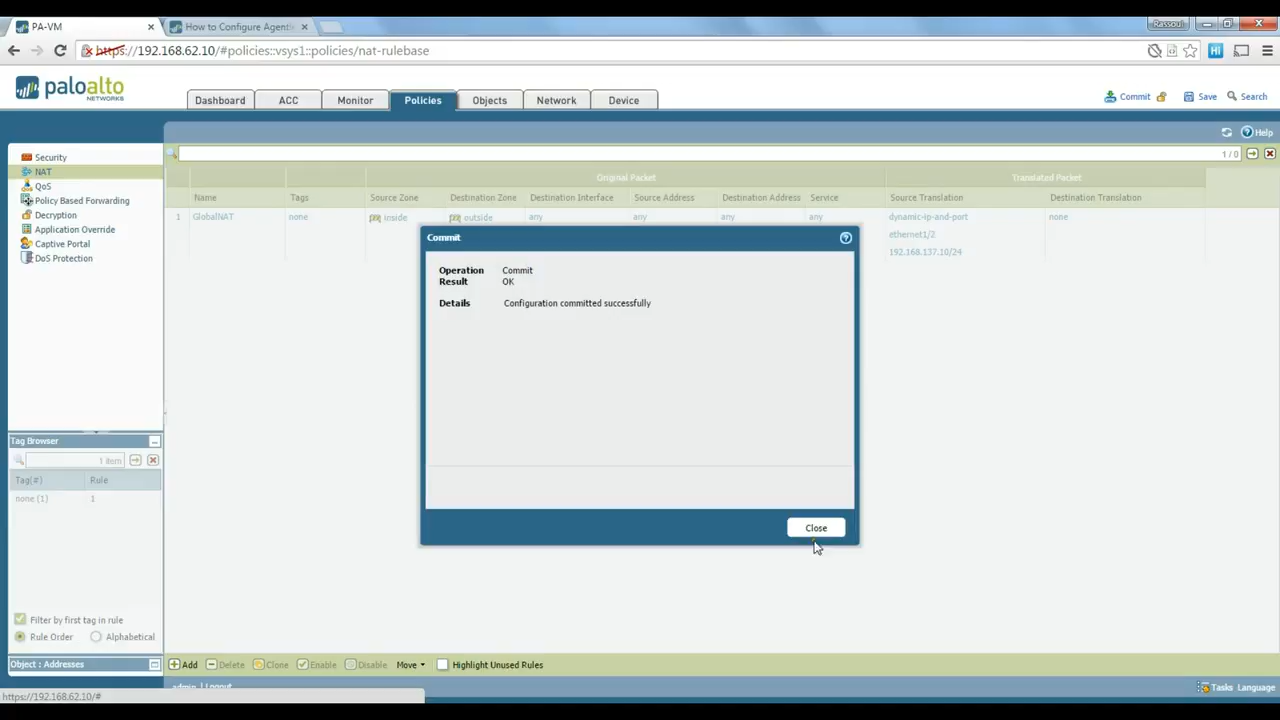 PA-VM
How to Configure Agentle
Rassoul
https://192.168.62.10/#policies::vsys1::policies/nat-rulebase
paloalto
NETWORKS
Dashboard
ACC
Monitor
Policies
Objects
Network
Device
Commit
Save
Search
Help
Security
NAT
QoS
Policy Based Forwarding
Decryption
Application Override
Captive Portal
DoS Protection
1 / 0
Original Packet
Translated Packet
Name Tags Source Zone Destination Zone Destination Interface Source Address Destination Address Service Source Translation Destination Translation
1 GlobalNAT none inside outside any any any any dynamic-ip-and-port none
ethernet1/2
192.168.137.10/24
Commit
Operation Commit
Result OK
Details Configuration committed successfully
Close
Tag Browser
1 item
Tag(#) Rule
none (1) 1
Filter by first tag in rule
Rule Order Alphabetical
Object : Addresses
Add Delete Clone Enable Disable Move Highlight Unused Rules
admin | Logout
Tasks Language
https://192.168.62.10/#